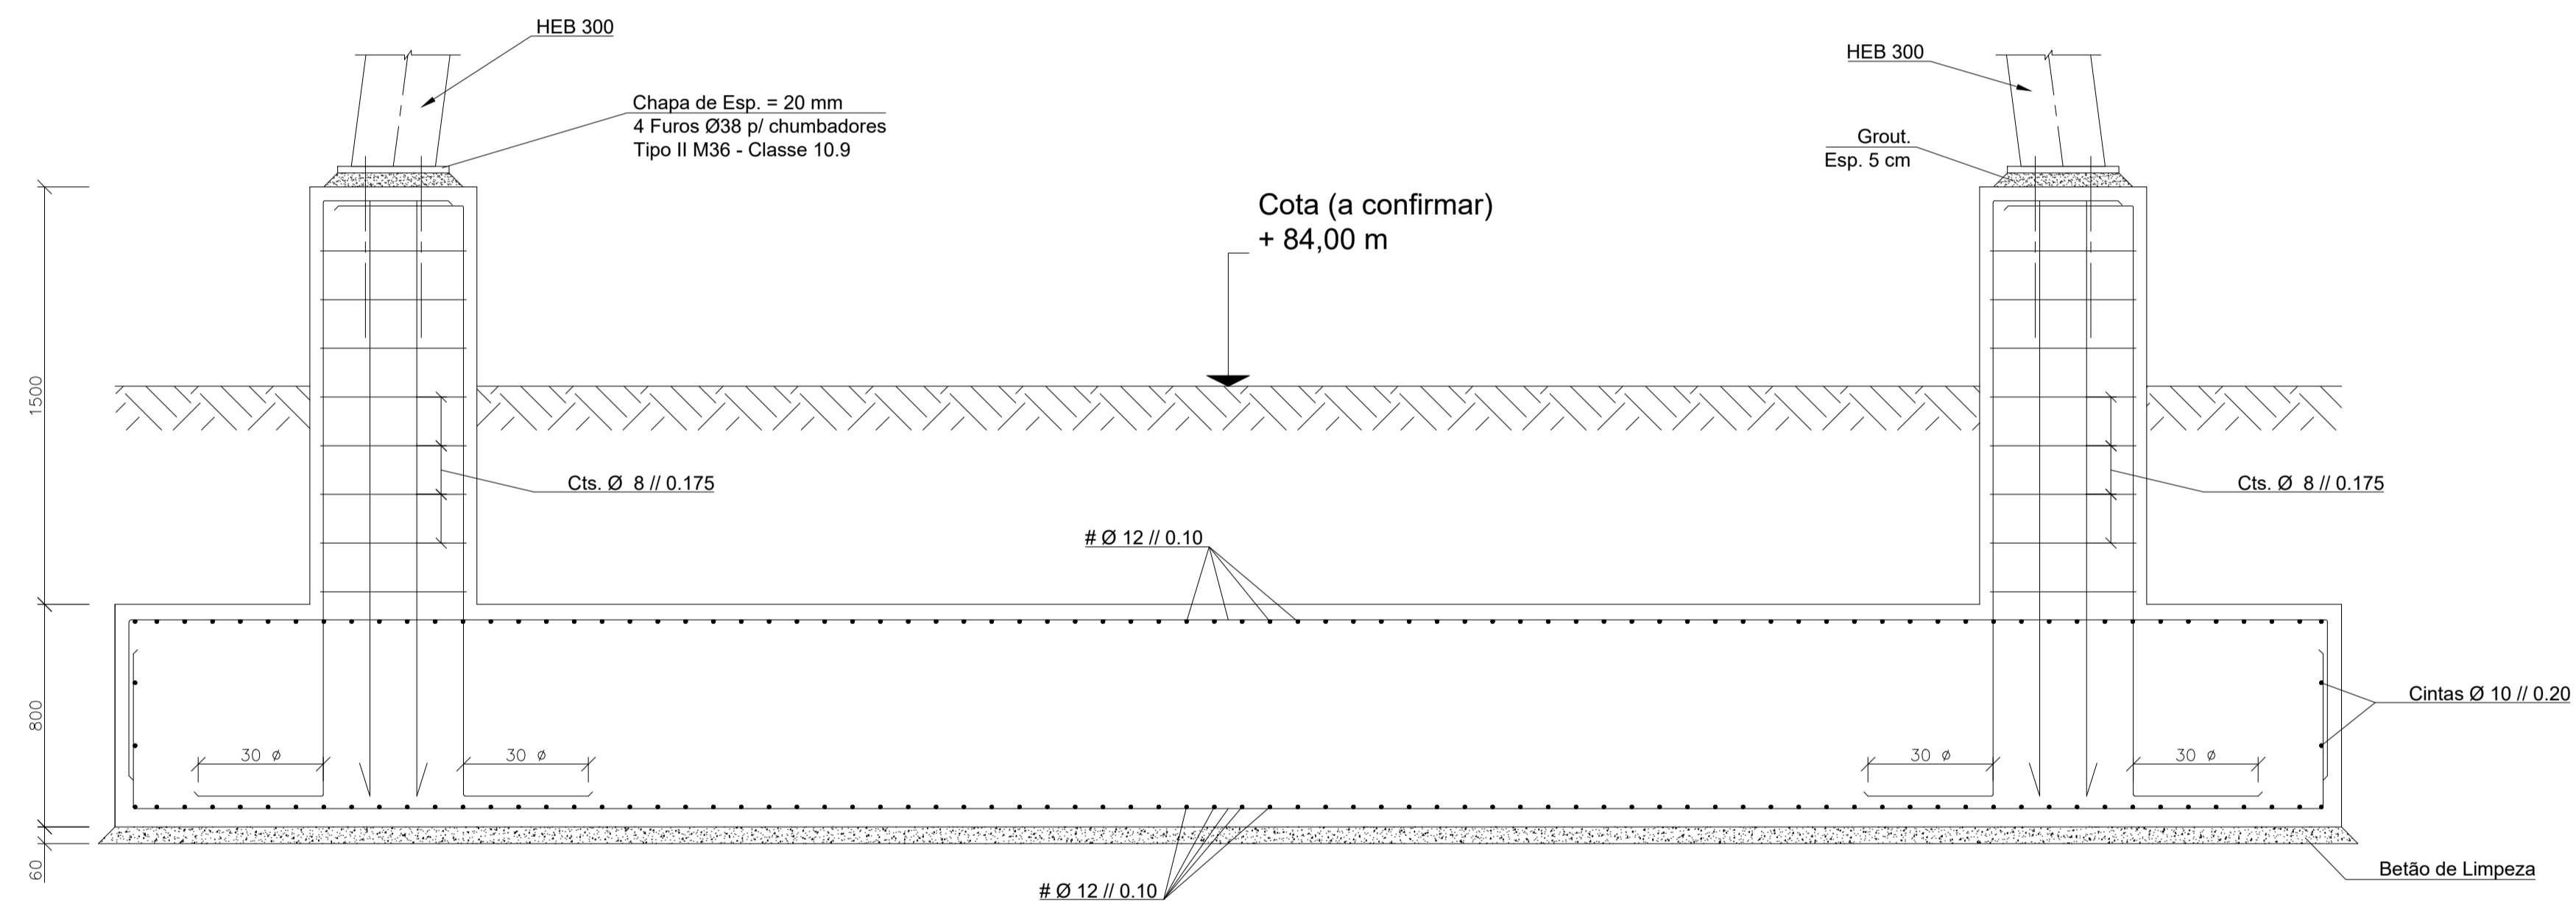 HEB 300
HEB 300
Chapa de Esp. = 20 mm
4 Furos Ø38 p/ chumbadores
Tipo II M36 - Classe 10.9
Grout.
Esp. 5 cm
Cota (a confirmar)
+ 84,00 m
1500
Cts. Ø 8 // 0.175
Cts. Ø 8 // 0.175
# Ø 12 // 0.10
Cintas Ø 10 // 0.20
800
30 ø
30 ø
30 ø
30 ø
60
Betão de Limpeza
# Ø 12 // 0.10